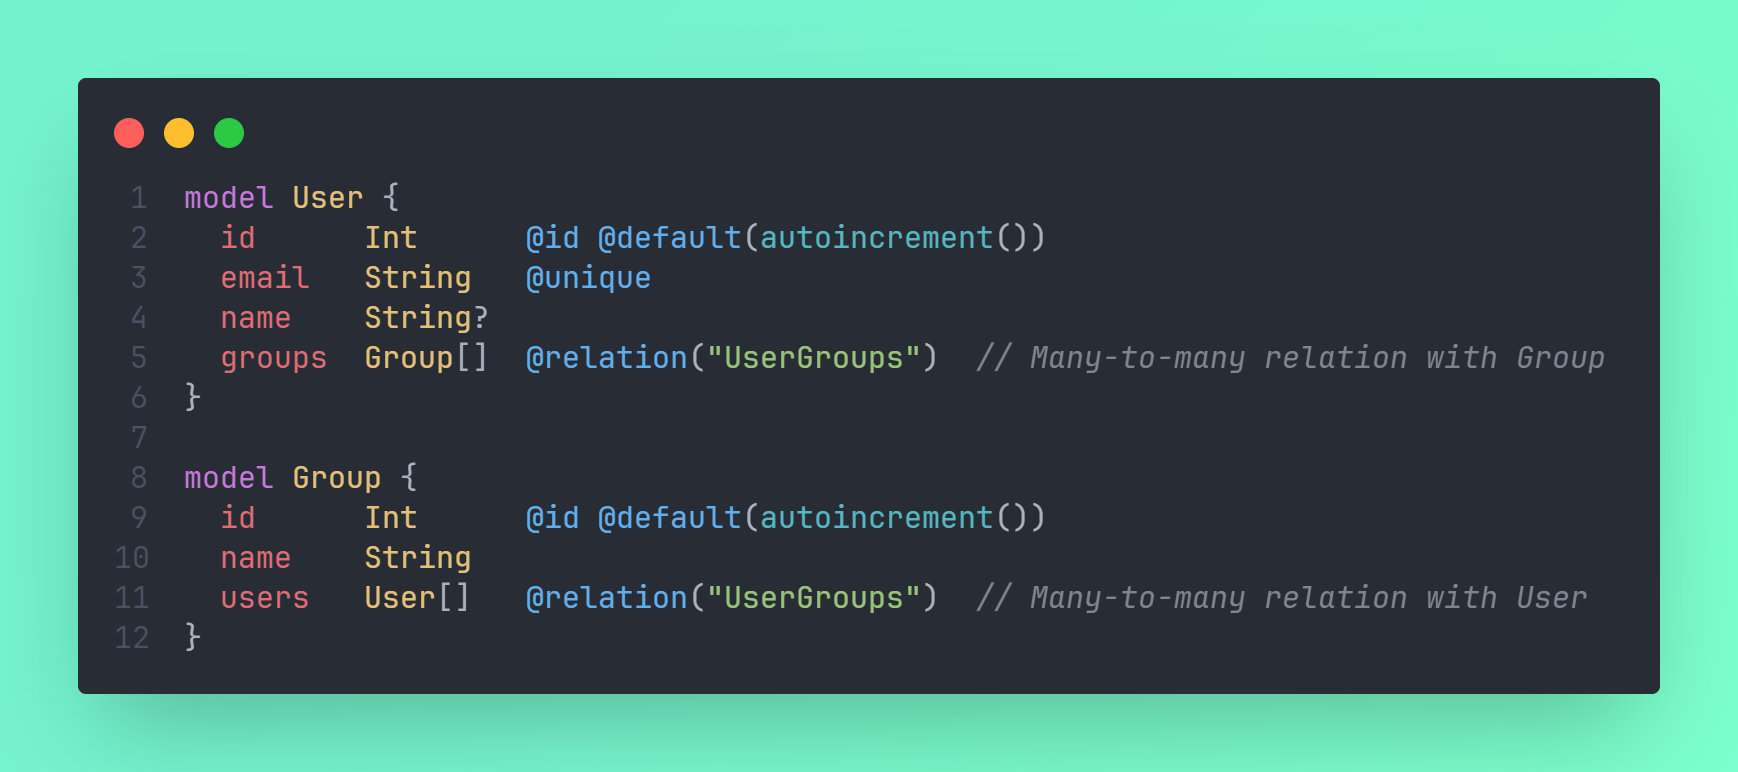 1 model User {
2   id      Int      @id @default(autoincrement())
3   email   String   @unique
4   name    String?
5   groups  Group[]  @relation("UserGroups")  // Many-to-many relation with Group
6 }
7
8 model Group {
9   id      Int      @id @default(autoincrement())
10   name    String
11   users   User[]   @relation("UserGroups")  // Many-to-many relation with User
12 }